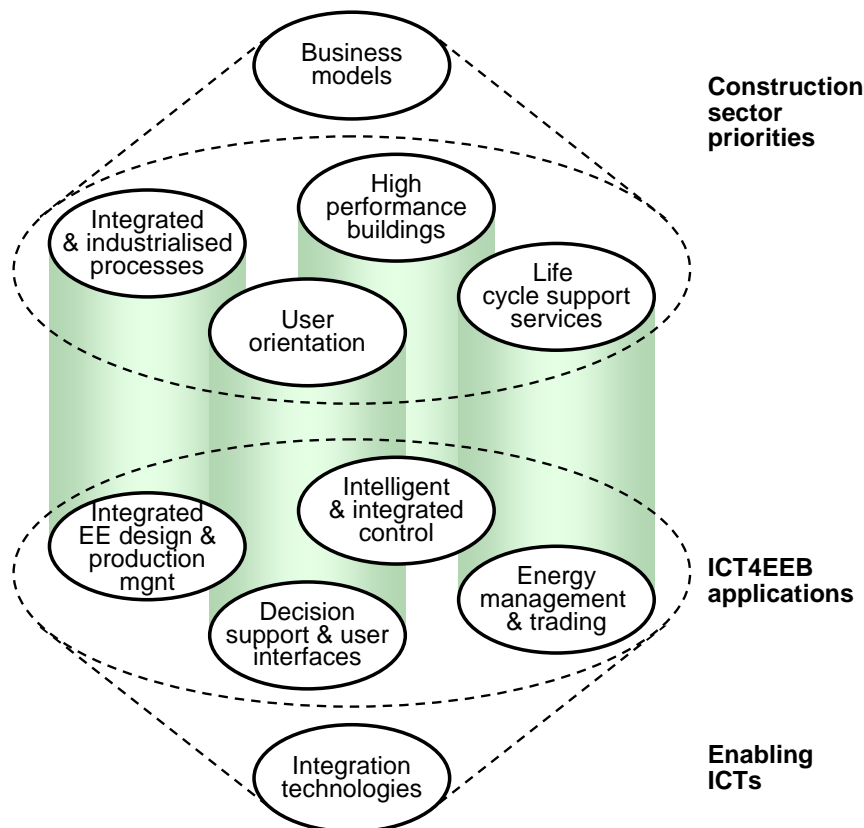 Business
models
Construction
sector
priorities
High
performance
buildings
Integrated
& industrialised
processes
Life
cycle support
services
User
orientation
Intelligent
& integrated
control
Integrated
EE design &
production
mgnt
ICT4EEB
applications
Energy
management
& trading
Decision
support & user
interfaces
Enabling
ICTs
Integration
technologies